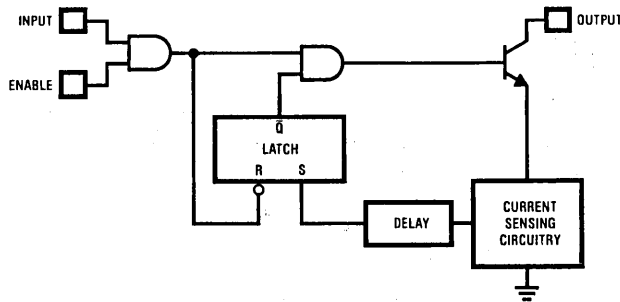 INPUT
OUTPUT
ENABLE
Q̅
LATCH
R S
DELAY
CURRENT
SENSING
CIRCUITRY